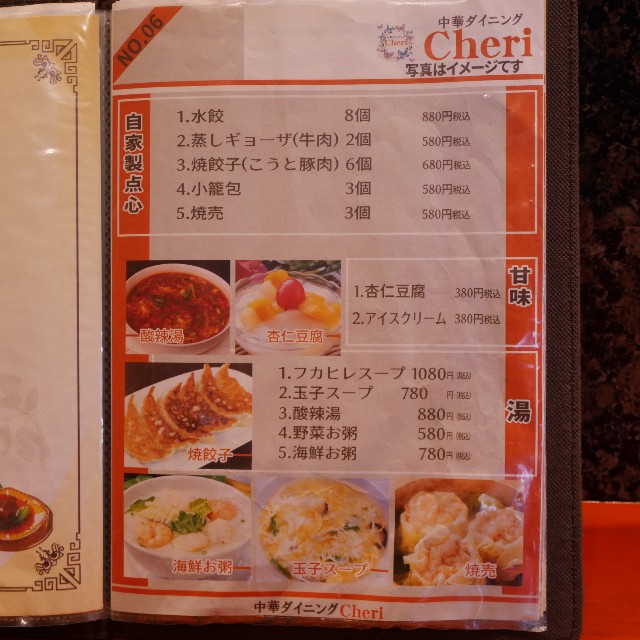 NO.06
中華ダイニング
Cheri
Cheri
写真はイメージです
自家製点心
1.水餃 8個 880円税込
2.蒸しギョーザ(牛肉) 2個 580円税込
3.焼餃子(こうと豚肉) 6個 680円税込
4.小籠包 3個 580円税込
5.焼売 3個 580円税込
甘味
1.杏仁豆腐 380円税込
2.アイスクリーム 380円税込
酸辣湯
杏仁豆腐
湯
1.フカヒレスープ 1080円(税込)
2.玉子スープ 780円(税込)
3.酸辣湯 880円(税込)
4.野菜お粥 580円(税込)
5.海鮮お粥 780円(税込)
焼餃子
海鮮お粥
玉子スープ
焼売
中華ダイニングCheri